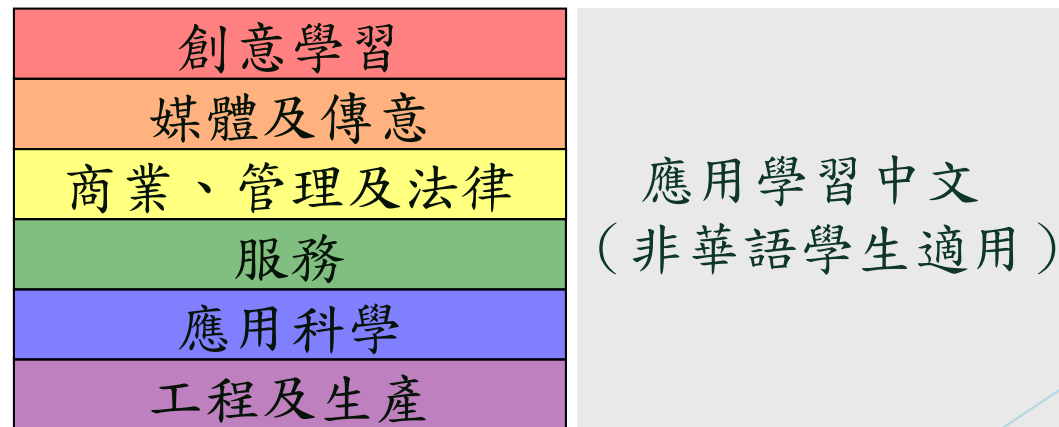 創意學習
媒體及傳意
商業、管理及法律
服務
應用科學
工程及生產
應用學習中文
（非華語學生適用）